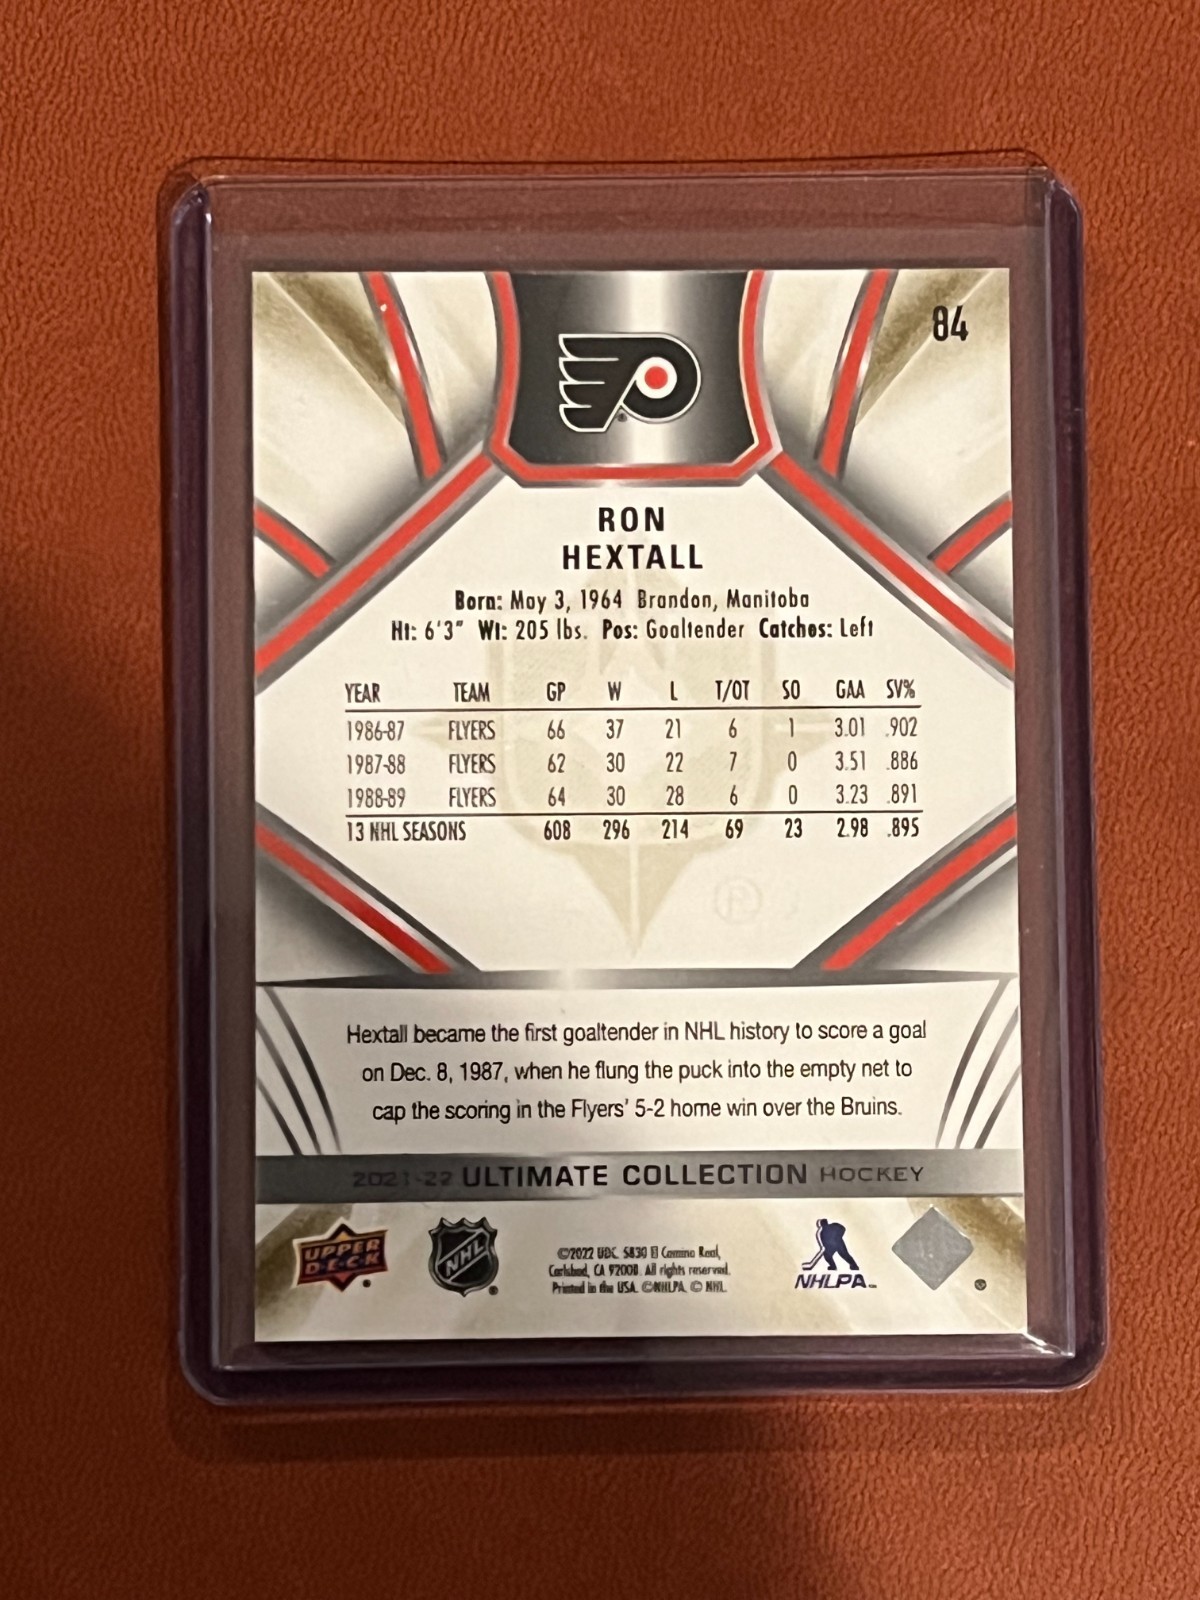 84
RON
HEXTALL
Born: May 3, 1964 Brandon, Manitoba
Ht: 6'3" Wt: 205 lbs. Pos: Goaltender Catches: Left
YEAR TEAM GP W L T/OT SO GAA SV%
1986-87 FLYERS 66 37 21 6 1 3.01 .902
1987-88 FLYERS 62 30 22 7 0 3.51 .886
1988-89 FLYERS 64 30 28 6 0 3.23 .891
13 NHL SEASONS 608 296 214 69 23 2.98 .895
Hextall became the first goaltender in NHL history to score a goal
on Dec. 8, 1987, when he flung the puck into the empty net to
cap the scoring in the Flyers' 5-2 home win over the Bruins.
2021-22 ULTIMATE COLLECTION HOCKEY
UPPER
DECK
NHL
©2022 UDC. 5830 El Camino Real,
Carlsbad, CA 92008. All rights reserved.
Printed in the USA. ©NHLPA. © NHL.
NHLPA